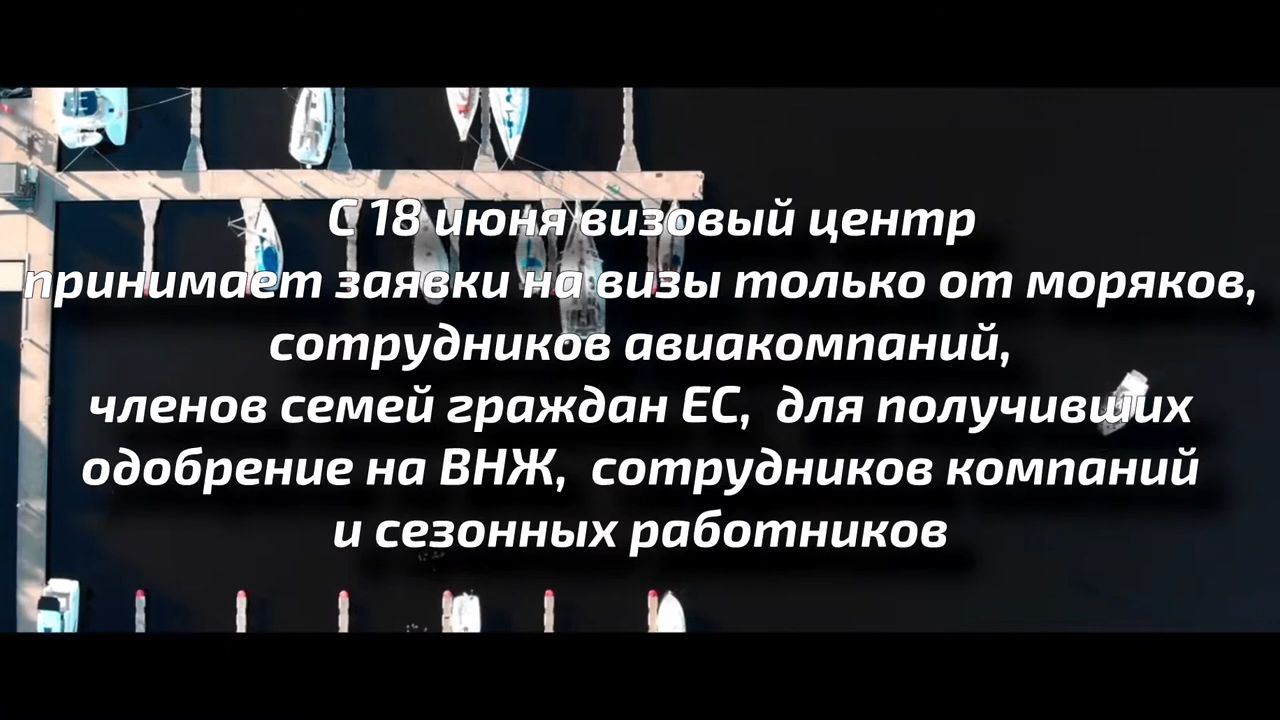 С 18 июня визовый центр
принимает заявки на визы только от моряков,
сотрудников авиакомпаний,
членов семей граждан ЕС, для получивших
одобрение на ВНЖ, сотрудников компаний
и сезонных работников